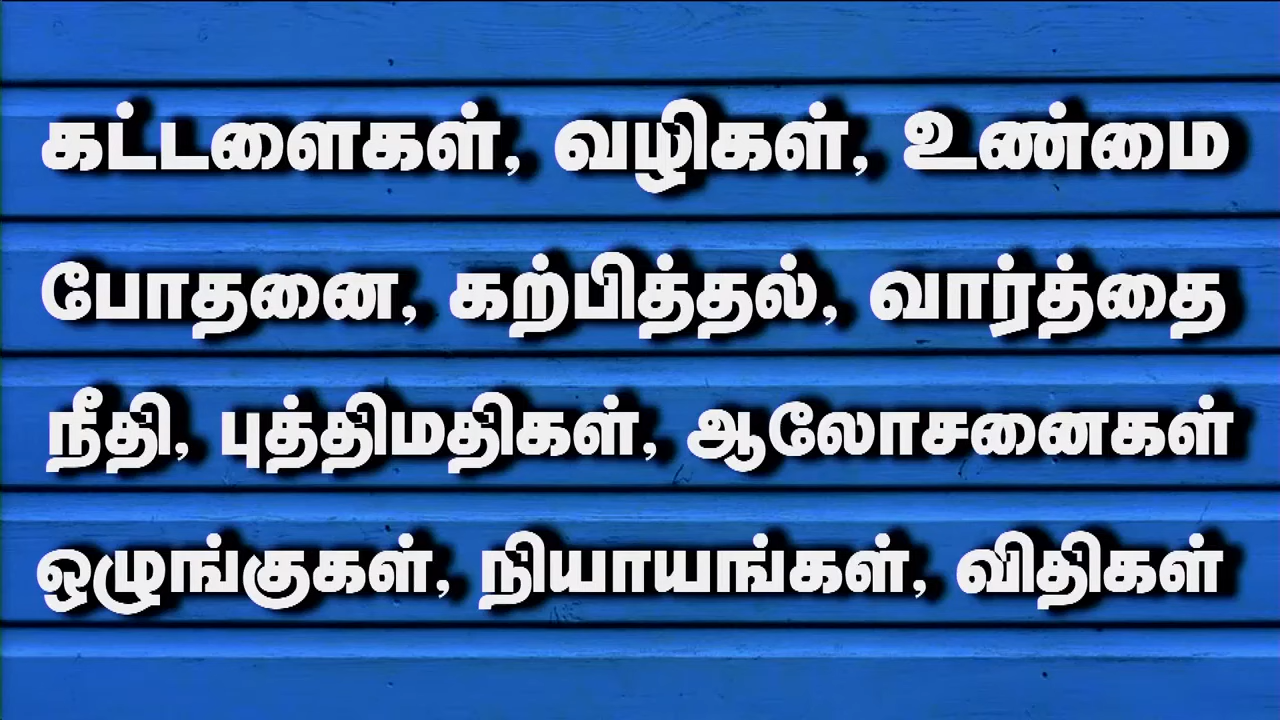 கட்டளைகள், வழிகள், உண்மை
போதனை, கற்பித்தல், வார்த்தை
நீதி, புத்திமதிகள், ஆலோசனைகள்
ஒழுங்குகள், நியாயங்கள், விதிகள்